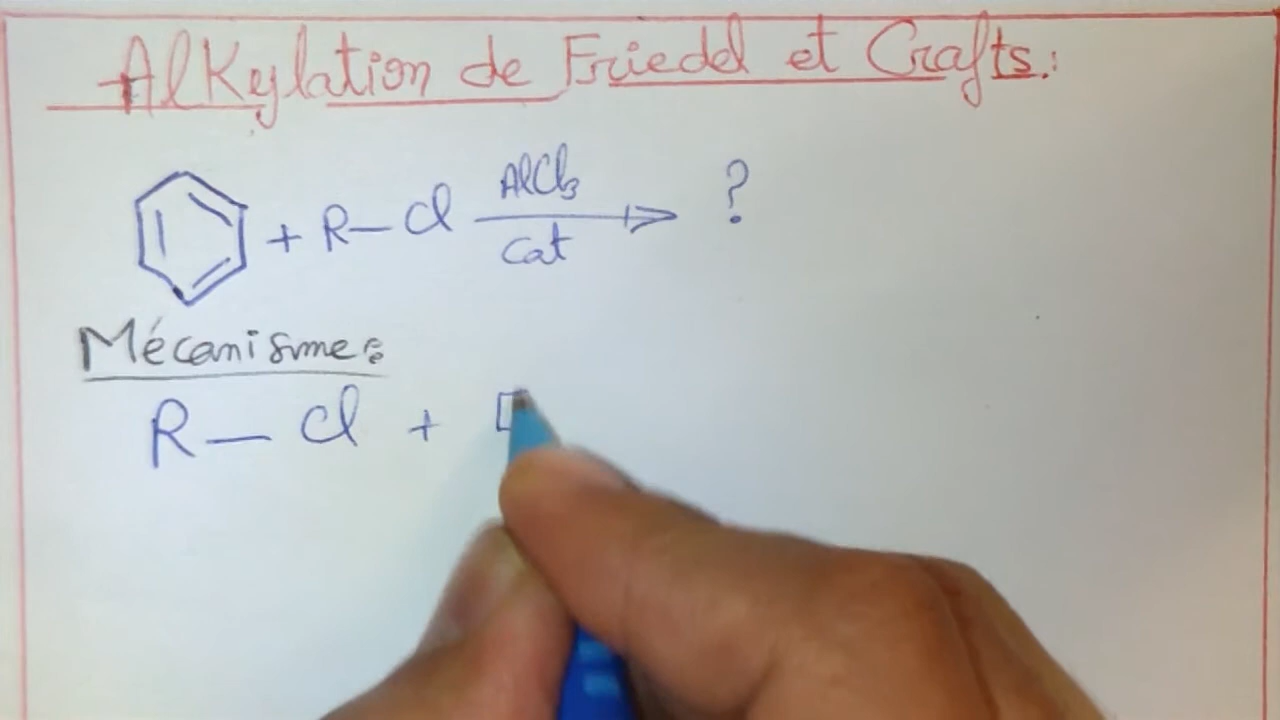 Alkylation de Friedel et Crafts:
+ R-Cl AlCl3 ?
Cat
Mécanisme:
R-Cl +